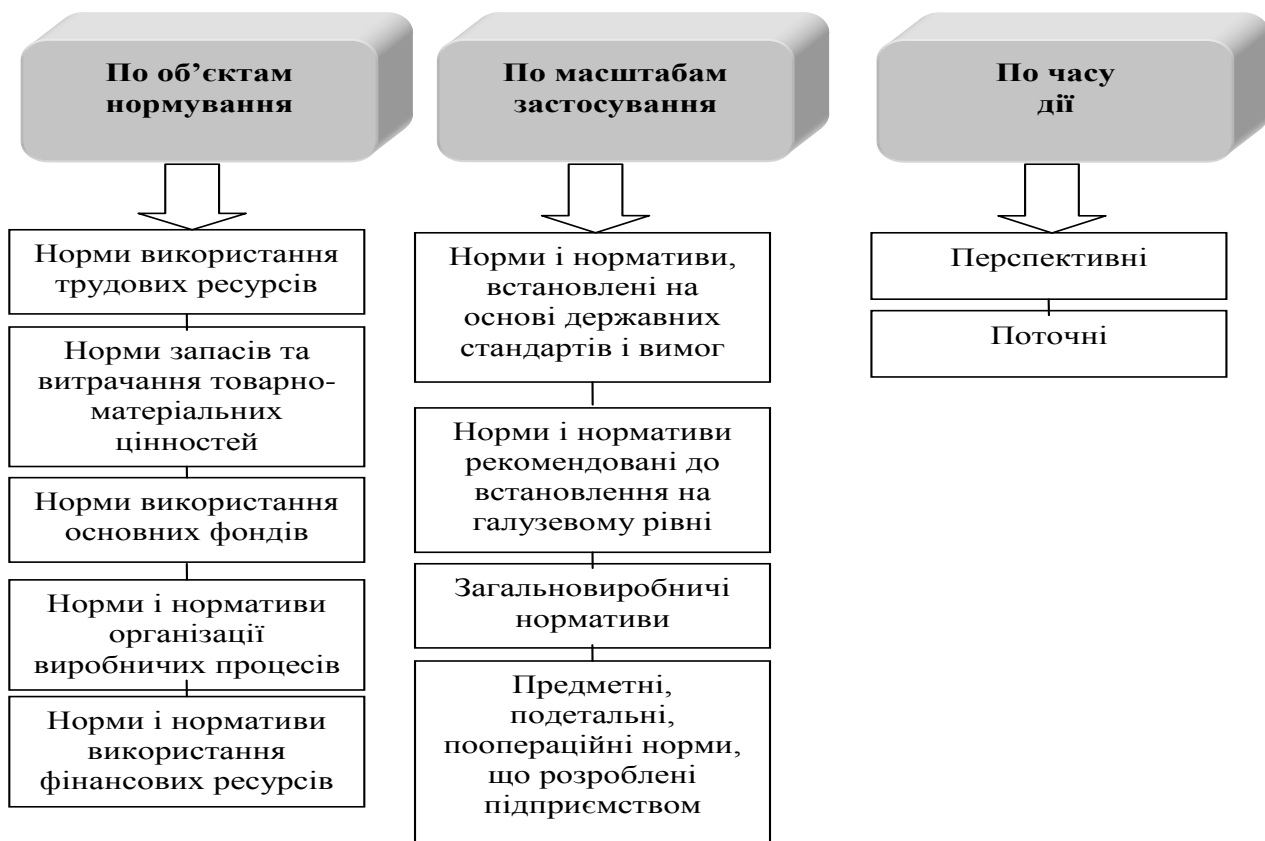 По об’єктам
нормування
Норми використання
трудових ресурсів
Норми запасів та
витрачання товарно-
матеріальних
цінностей
Норми використання
основних фондів
Норми і нормативи
організації
виробничих процесів
Норми і нормативи
використання
фінансових ресурсів
По масштабам
застосування
Норми і нормативи,
встановлені на
основі державних
стандартів і вимог
Норми і нормативи
рекомендовані до
встановлення на
галузевому рівні
Загальновиробничі
нормативи
Предметні,
подетальні,
поопераційні норми,
що розроблені
підприємством
По часу
дії
Перспективні
Поточні